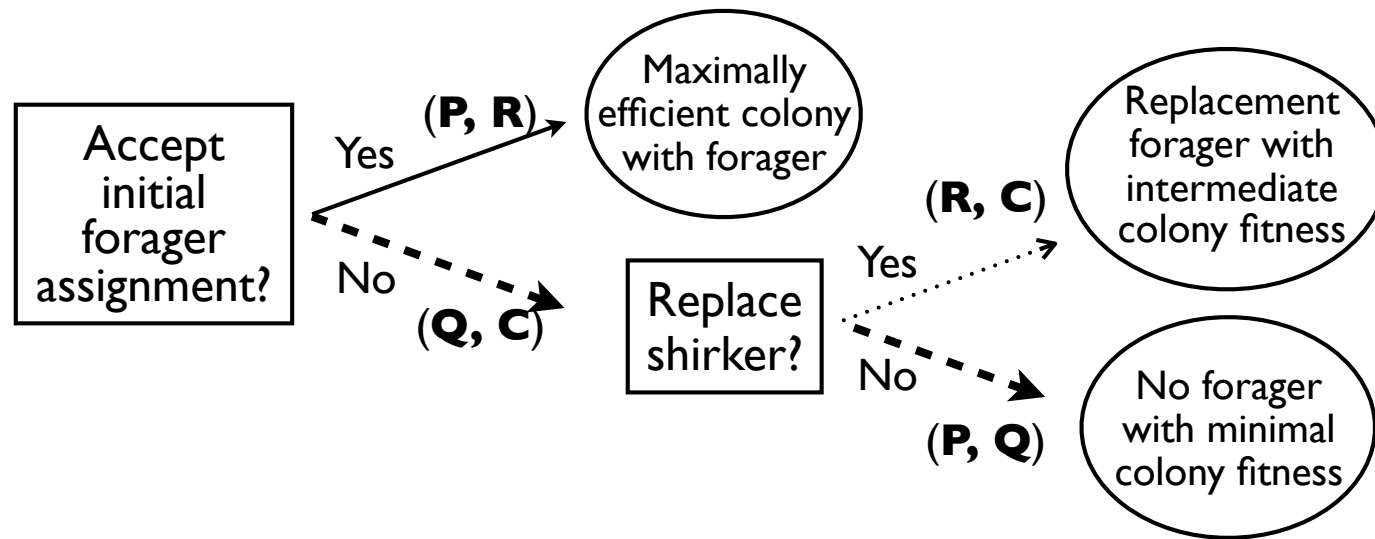 Accept
initial
forager
assignment?
Yes
(P, R)
Maximally
efficient colony
with forager
No
(Q, C)
Replace
shirker?
Yes
(R, C)
Replacement
forager with
intermediate
colony fitness
No
(P, Q)
No forager
with minimal
colony fitness